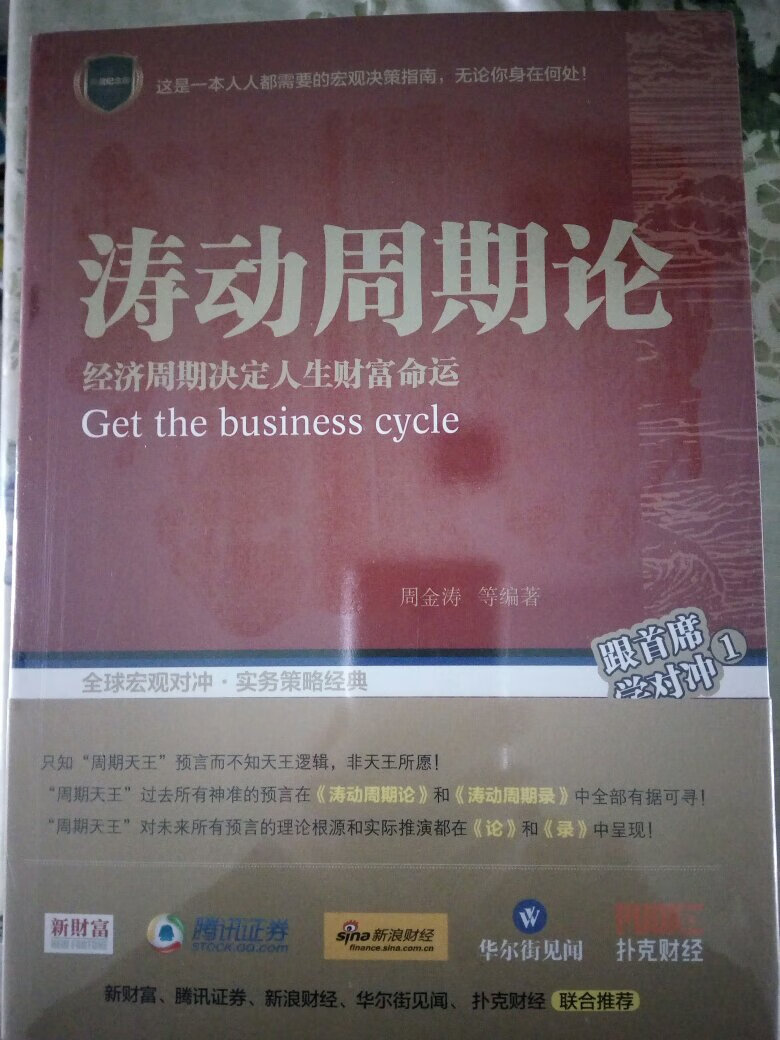 这是一本人人都需要的宏观决策指南，无论你身在何处！
涛动周期论
经济周期决定人生财富命运
Get the business cycle
周金涛 等编著
跟首席
学对冲 1
全球宏观对冲·实务策略经典
只知“周期天王”预言而不知天王逻辑，非天王所愿！
“周期天王”过去所有神准的预言在《涛动周期论》和《涛动周期录》中全部有据可寻！
“周期天王”对未来所有预言的理论根源和实际推演都在《论》和《录》中呈现！
新财富
NEW FORTUNE
腾讯证券
STOCK.QQ.COM
sina新浪财经
finance.sina.com.cn
W
华尔街见闻
扑克财经
新财富、腾讯证券、新浪财经、华尔街见闻、扑克财经 联合推荐